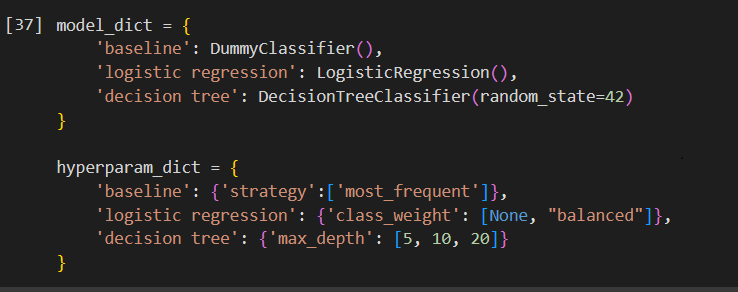 [37] model_dict = {
    'baseline': DummyClassifier(),
    'logistic regression': LogisticRegression(),
    'decision tree': DecisionTreeClassifier(random_state=42)
}

hyperparam_dict = {
    'baseline': {'strategy':['most_frequent']},
    'logistic regression': {'class_weight': [None, "balanced"]},
    'decision tree': {'max_depth': [5, 10, 20]}
}